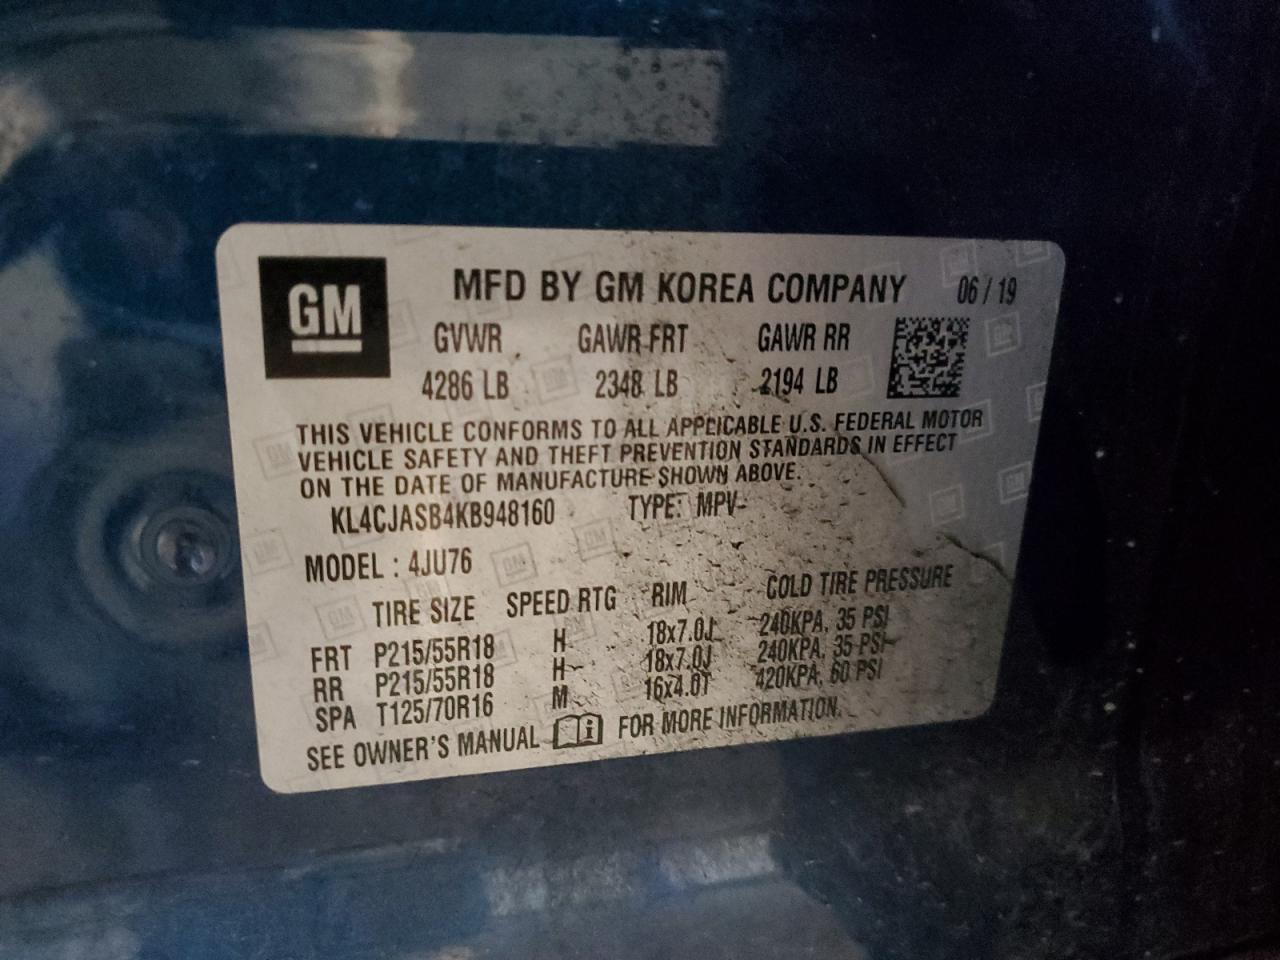 GM
MFD BY GM KOREA COMPANY 06/19
GVWR GAWR FRT GAWR RR
4286 LB 2348 LB 2194 LB
THIS VEHICLE CONFORMS TO ALL APPLICABLE U.S. FEDERAL MOTOR
VEHICLE SAFETY AND THEFT PREVENTION STANDARDS IN EFFECT
ON THE DATE OF MANUFACTURE SHOWN ABOVE.
KL4CJASB4KB948160 TYPE: MPV
MODEL : 4JU76
TIRE SIZE SPEED RTG RIM COLD TIRE PRESSURE
FRT P215/55R18 H 18x7.0J 240KPA, 35 PSI
RR P215/55R18 H 18x7.0J 240KPA, 35 PSI
SPA T125/70R16 M 16x4.0T 420KPA, 60 PSI
SEE OWNER'S MANUAL FOR MORE INFORMATION.